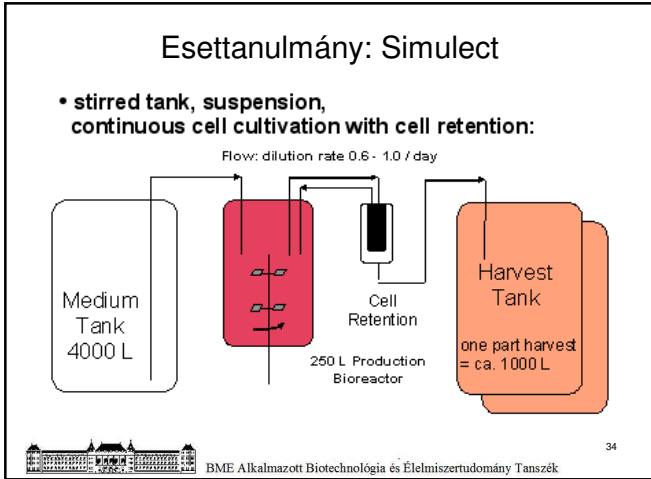 Esettanulmány: Simulect
• stirred tank, suspension,
continuous cell cultivation with cell retention:
Flow: dilution rate 0.6 - 1.0 / day
Medium
Tank
4000 L
Cell
Retention
250 L Production
Bioreactor
Harvest
Tank
one part harvest
= ca. 1000 L
34
BME Alkalmazott Biotechnológia és Élelmiszertudomány Tanszék